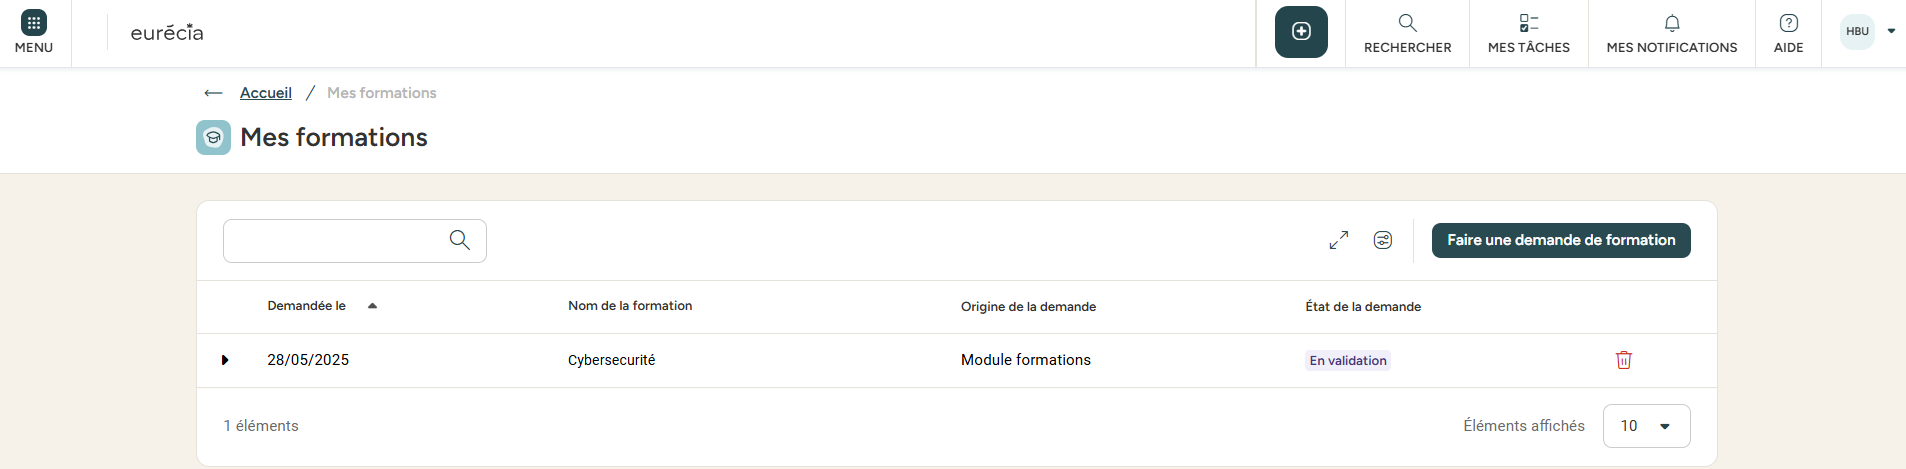 MENU
eurécia
RECHERCHER
MES TÂCHES
MES NOTIFICATIONS
AIDE
HBU
Accueil / Mes formations
Mes formations
Faire une demande de formation
Demandée le Nom de la formation Origine de la demande État de la demande
28/05/2025 Cybersecurité Module formations En validation
1 éléments Éléments affichés 10